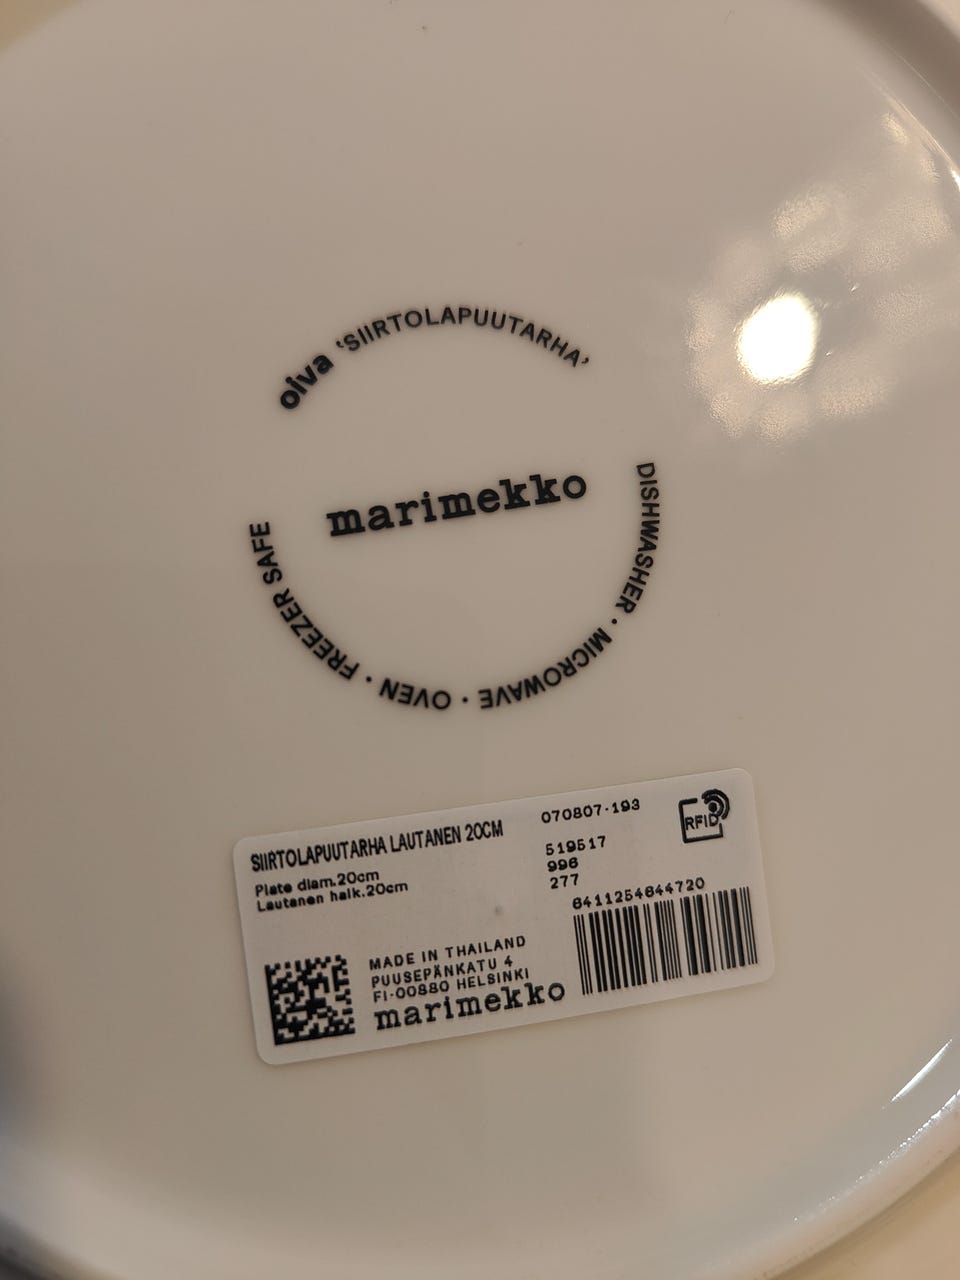 oiva ‘SIIRTOLAPUUTARHA’
marimekko
DISHWASHER · MICROWAVE · OVEN · FREEZER SAFE
SIIRTOLAPUUTARHA LAUTANEN 20CM
Plate diam.20cm
Lautanen halk.20cm
070807-193
519517
996
277
RFID
6411254644720
MADE IN THAILAND
PUUSEPÄNKATU 4
FI-00880 HELSINKI
marimekko